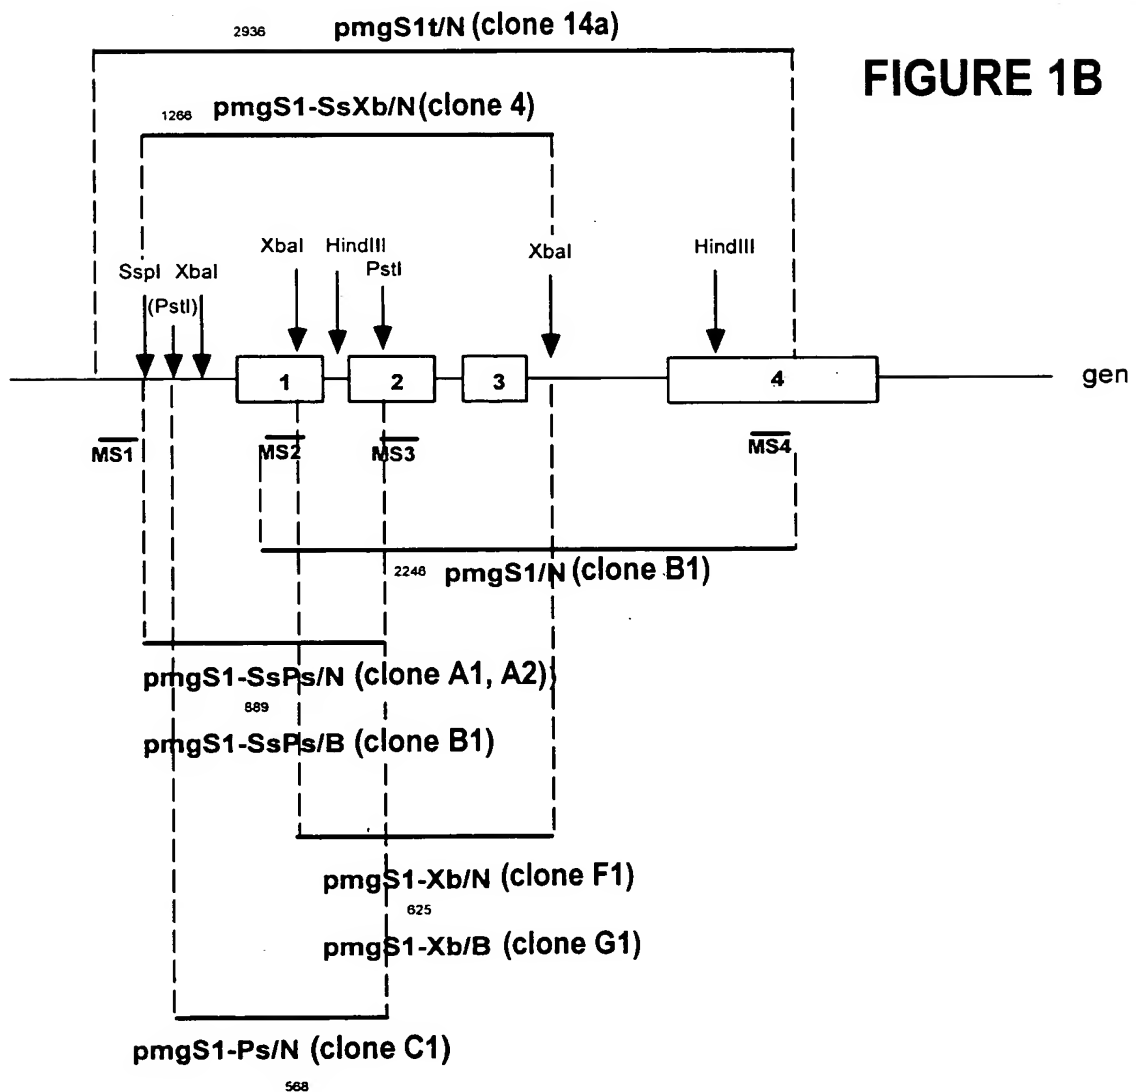 2936 pmgS1t/N (clone 14a)
FIGURE 1B
1266 pmgS1-SsXb/N (clone 4)
XbaI HindIII XbaI HindIII
SspI XbaI PstI
(PstI)
1 2 3 4 gen
MS1 MS2 MS3 MS4
2246 pmgS1/N (clone B1)
pmgS1-SsPs/N (clone A1, A2))
889
pmgS1-SsPs/B (clone B1)
pmgS1-Xb/N (clone F1)
625
pmgS1-Xb/B (clone G1)
pmgS1-Ps/N (clone C1)
568